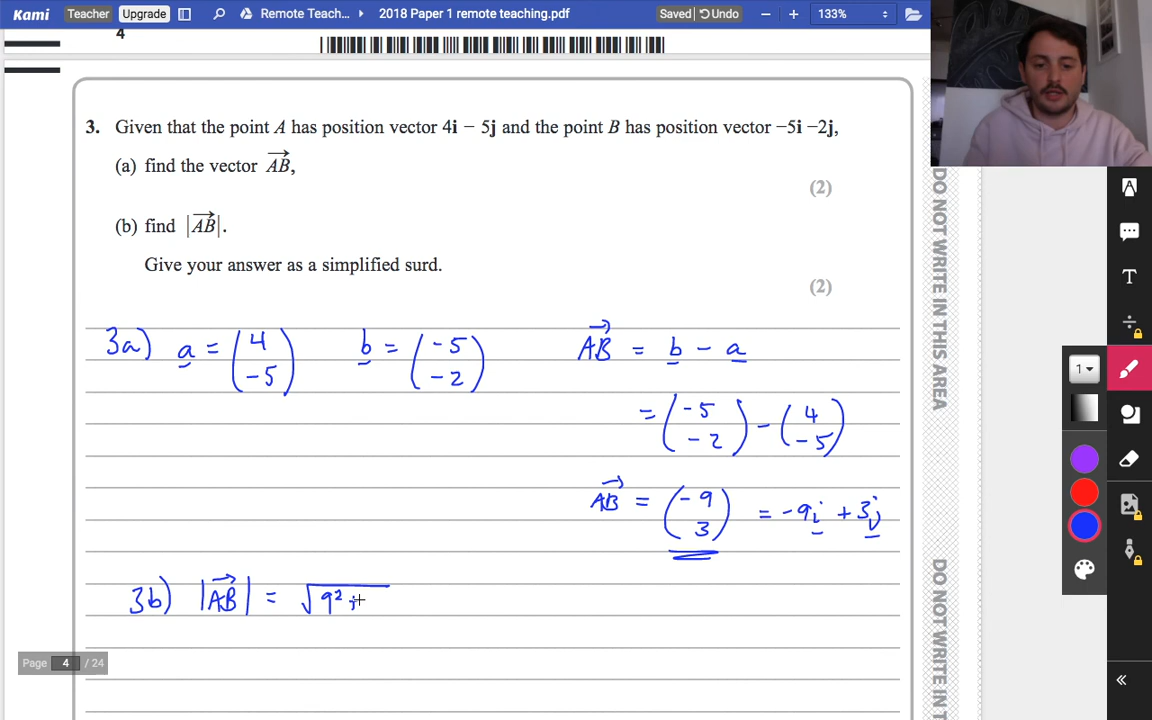 Kami Teacher Upgrade Remote Teach... > 2018 Paper 1 remote teaching.pdf Saved Undo − + 133%
4
3. Given that the point A has position vector 4i − 5j and the point B has position vector −5i −2j,
(a) find the vector AB⃗,
(2)
(b) find |AB⃗|.
Give your answer as a simplified surd.
(2)
3a) a = (4 −5) b = (−5 −2) AB⃗ = b − a
= (−5 −2) − (4 −5)
AB⃗ = (−9 3) = −9i + 3j
3b) |AB⃗| = √9² +
Page 4 / 24
DO NOT WRITE IN THIS AREA
DO NOT WRITE IN T
1
T
A